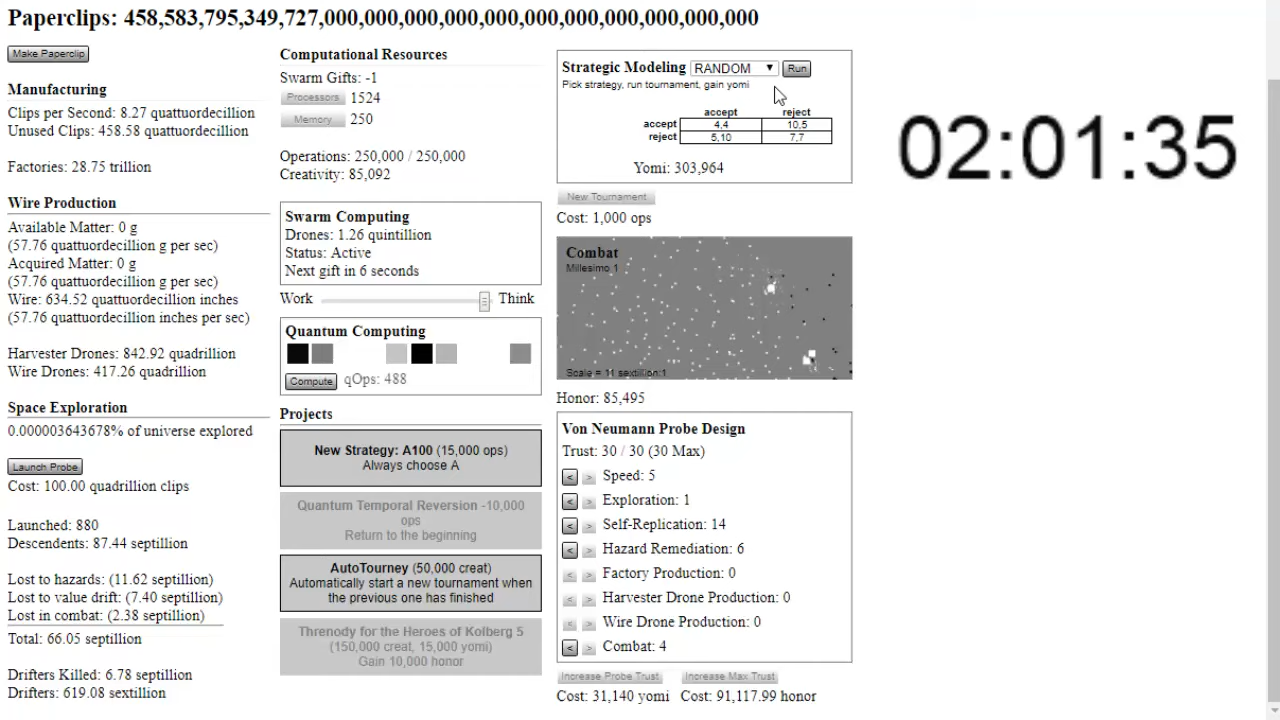 Paperclips: 458,583,795,349,727,000,000,000,000,000,000,000,000,000,000,000
Make Paperclip
Manufacturing
Clips per Second: 8.27 quattuordecillion
Unused Clips: 458.58 quattuordecillion
Factories: 28.75 trillion
Wire Production
Available Matter: 0 g
(57.76 quattuordecillion g per sec)
Acquired Matter: 0 g
(57.76 quattuordecillion g per sec)
Wire: 634.52 quattuordecillion inches
(57.76 quattuordecillion inches per sec)
Harvester Drones: 842.92 quadrillion
Wire Drones: 417.26 quadrillion
Space Exploration
0.000003643678% of universe explored
Launch Probe
Cost: 100.00 quadrillion clips
Launched: 880
Descendents: 87.44 septillion
Lost to hazards: (11.62 septillion)
Lost to value drift: (7.40 septillion)
Lost in combat: (2.38 septillion)
Total: 66.05 septillion
Drifters Killed: 6.78 septillion
Drifters: 619.08 sextillion
Computational Resources
Swarm Gifts: -1
Processors 1524
Memory 250
Operations: 250,000 / 250,000
Creativity: 85,092
Swarm Computing
Drones: 1.26 quintillion
Status: Active
Next gift in 6 seconds
Work Think
Quantum Computing
Compute qOps: 488
Projects
New Strategy: A100 (15,000 ops)
Always choose A
Quantum Temporal Reversion -10,000
ops
Return to the beginning
AutoTourney (50,000 creat)
Automatically start a new tournament when
the previous one has finished
Threnody for the Heroes of Kolberg 5
(150,000 creat, 15,000 yomi)
Gain 10,000 honor
Strategic Modeling RANDOM Run
Pick strategy, run tournament, gain yomi
accept reject
accept 4,4 10,5
reject 5,10 7,7
Yomi: 303,964
New Tournament
Cost: 1,000 ops
Combat
Millesimo 1
Scale = 11 sextillion:1
Honor: 85,495
Von Neumann Probe Design
Trust: 30 / 30 (30 Max)
< > Speed: 5
< > Exploration: 1
< > Self-Replication: 14
< > Hazard Remediation: 6
< > Factory Production: 0
< > Harvester Drone Production: 0
< > Wire Drone Production: 0
< > Combat: 4
Increase Probe Trust Increase Max Trust
Cost: 31,140 yomi Cost: 91,117.99 honor
02:01:35